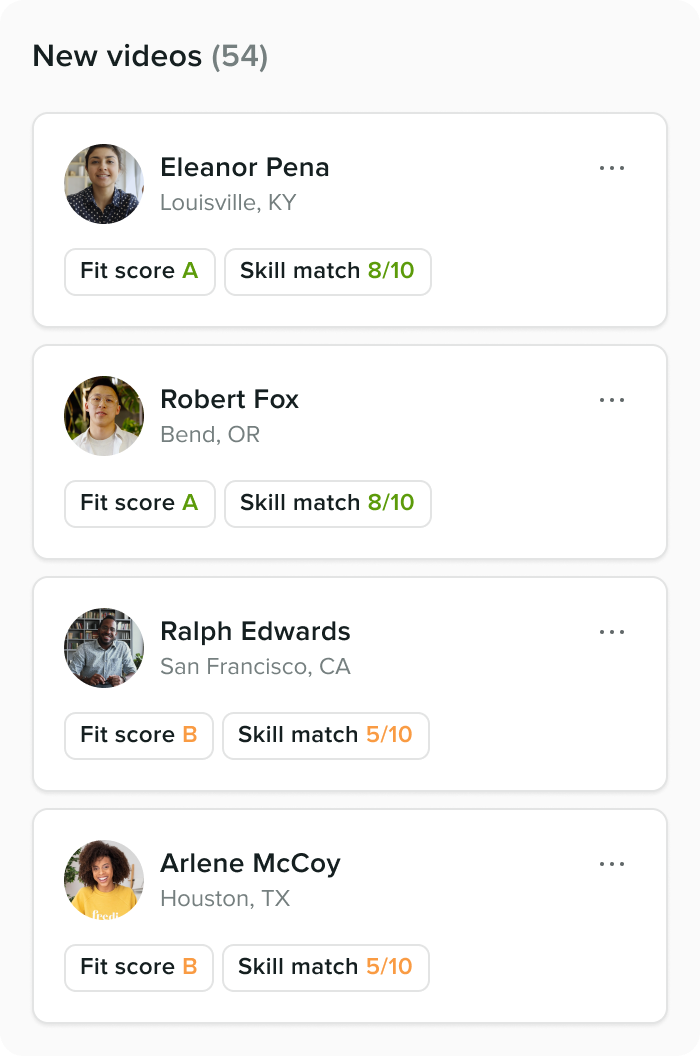 New videos (54)
Eleanor Pena
Louisville, KY
Fit score A
Skill match 8/10
Robert Fox
Bend, OR
Fit score A
Skill match 8/10
Ralph Edwards
San Francisco, CA
Fit score B
Skill match 5/10
Arlene McCoy
Houston, TX
Fit score B
Skill match 5/10